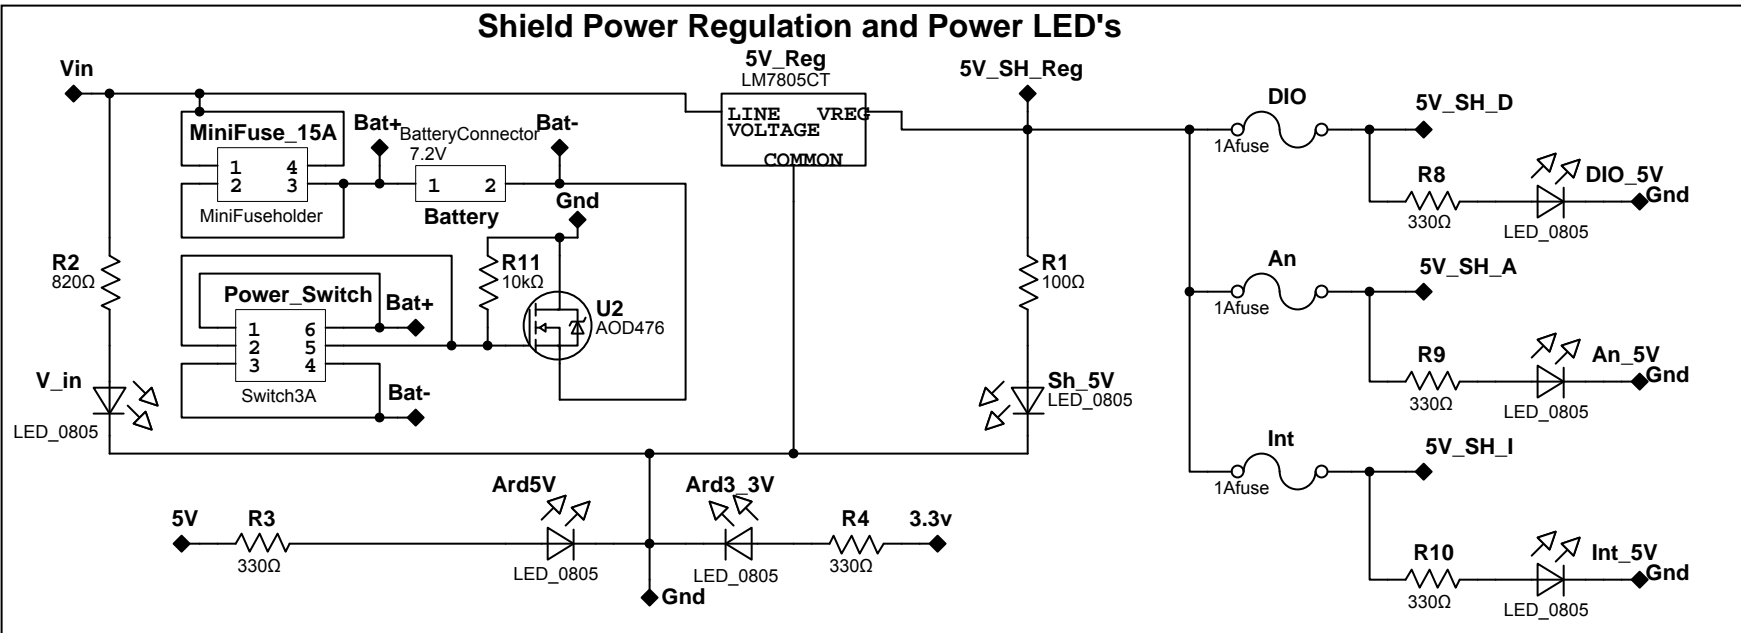 Shield Power Regulation and Power LED's
Vin
5V_Reg
LM7805CT
LINE VREG
VOLTAGE
COMMON
5V_SH_Reg
DIO
1Afuse
5V_SH_D
R8
330Ω
DIO_5V
Gnd
LED_0805
MiniFuse_15A
1 4
2 3
MiniFuseholder
Bat+
BatteryConnector
7.2V
1 2
Battery
Bat-
Gnd
R2
820Ω
R11
10kΩ
U2
AOD476
Power_Switch
1 6
2 5
3 4
Switch3A
Bat+
Bat-
V_in
LED_0805
R1
100Ω
Sh_5V
LED_0805
An
1Afuse
5V_SH_A
R9
330Ω
An_5V
Gnd
LED_0805
Int
1Afuse
5V_SH_I
R10
330Ω
Int_5V
Gnd
LED_0805
5V
R3
330Ω
Ard5V
LED_0805
Ard3_3V
LED_0805
R4
330Ω
3.3v
Gnd